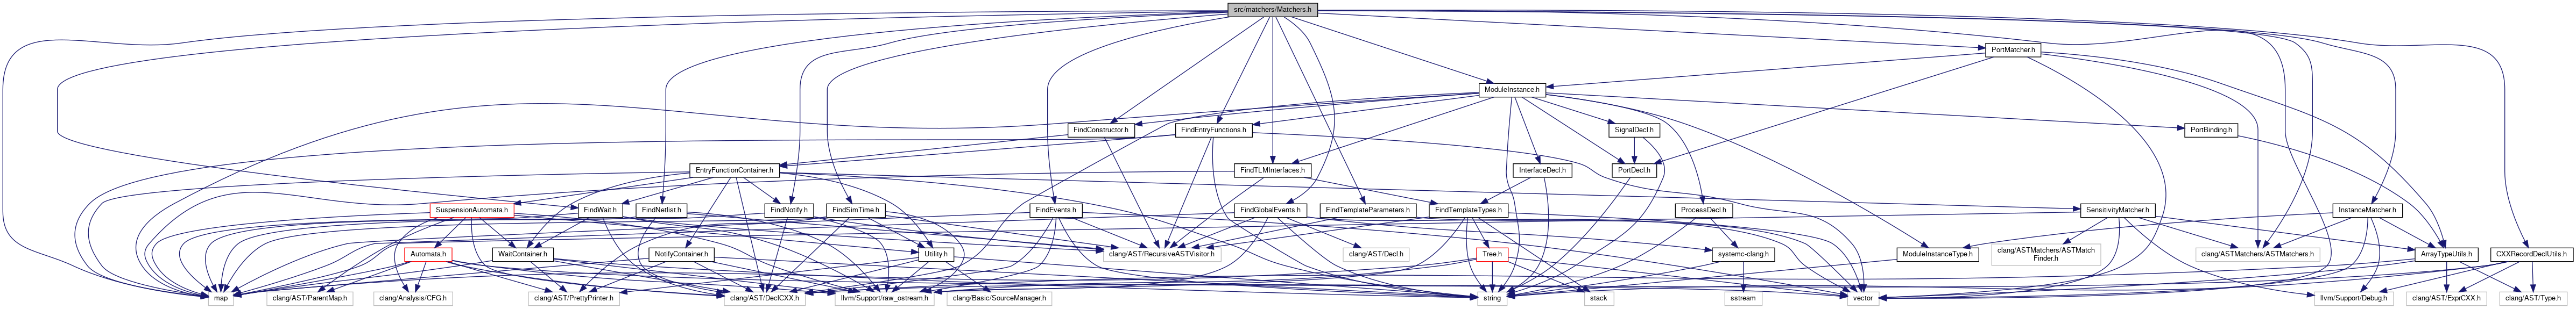 src/matchers/Matchers.h
PortMatcher.h
ModuleInstance.h
FindConstructor.h
FindEntryFunctions.h
SignalDecl.h
PortBinding.h
EntryFunctionContainer.h
FindTLMInterfaces.h
InterfaceDecl.h
PortDecl.h
SuspensionAutomata.h
FindWait.h
FindNetlist.h
FindNotify.h
FindSimTime.h
FindEvents.h
FindGlobalEvents.h
FindTemplateParameters.h
FindTemplateTypes.h
ProcessDecl.h
SensitivityMatcher.h
InstanceMatcher.h
Automata.h
WaitContainer.h
NotifyContainer.h
Utility.h
clang/AST/RecursiveASTVisitor.h
clang/AST/Decl.h
Tree.h
systemc-clang.h
ModuleInstanceType.h
clang/ASTMatchers/ASTMatch
Finder.h
clang/ASTMatchers/ASTMatchers.h
ArrayTypeUtils.h
CXXRecordDeclUtils.h
map
clang/AST/ParentMap.h
clang/Analysis/CFG.h
clang/AST/PrettyPrinter.h
clang/AST/DeclCXX.h
llvm/Support/raw_ostream.h
clang/Basic/SourceManager.h
string
stack
sstream
vector
llvm/Support/Debug.h
clang/AST/ExprCXX.h
clang/AST/Type.h